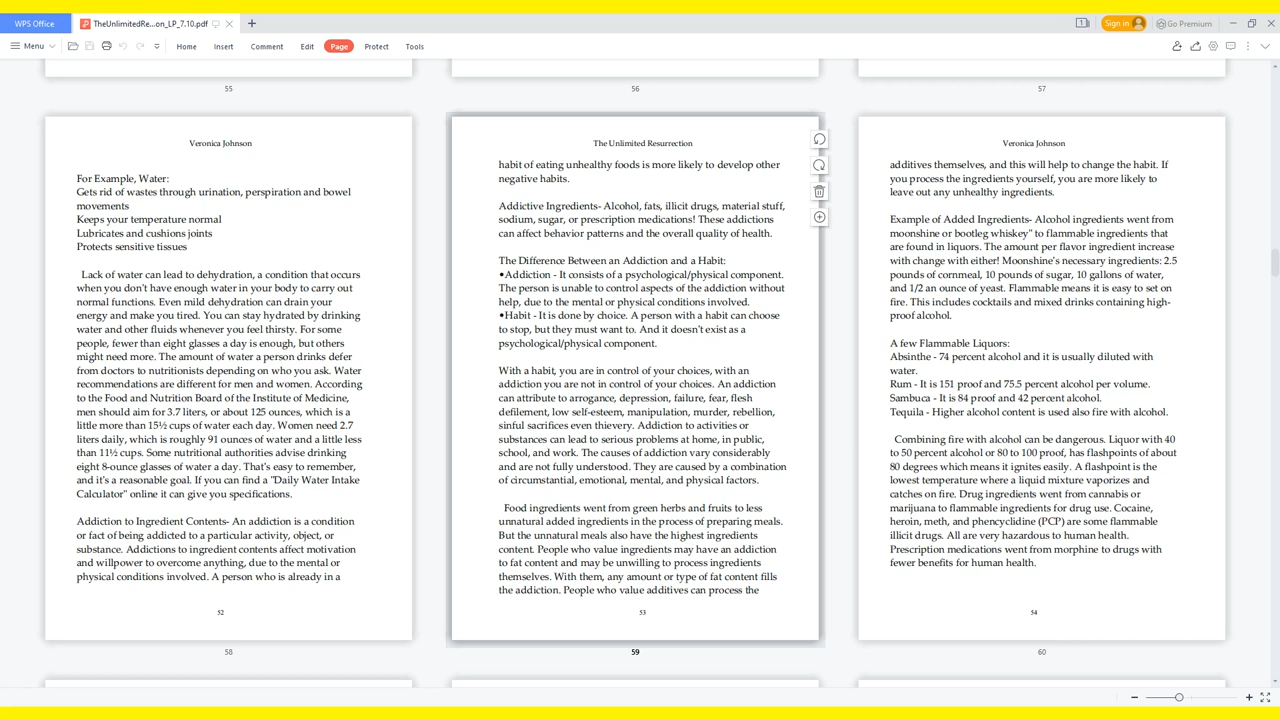 WPS Office
TheUnlimitedRe...on_LP_7.10.pdf
Sign in
Go Premium
Menu
Home
Insert
Comment
Edit
Page
Protect
Tools
55
56
57
Veronica Johnson
For Example, Water:
Gets rid of wastes through urination, perspiration and bowel
movements
Keeps your temperature normal
Lubricates and cushions joints
Protects sensitive tissues
Lack of water can lead to dehydration, a condition that occurs
when you don't have enough water in your body to carry out
normal functions. Even mild dehydration can drain your
energy and make you tired. You can stay hydrated by drinking
water and other fluids whenever you feel thirsty. For some
people, fewer than eight glasses a day is enough, but others
might need more. The amount of water a person drinks defer
from doctors to nutritionists depending on who you ask. Water
recommendations are different for men and women. According
to the Food and Nutrition Board of the Institute of Medicine,
men should aim for 3.7 liters, or about 125 ounces, which is a
little more than 15½ cups of water each day. Women need 2.7
liters daily, which is roughly 91 ounces of water and a little less
than 11½ cups. Some nutritional authorities advise drinking
eight 8-ounce glasses of water a day. That's easy to remember,
and it's a reasonable goal. If you can find a "Daily Water Intake
Calculator" online it can give you specifications.
Addiction to Ingredient Contents- An addiction is a condition
or fact of being addicted to a particular activity, object, or
substance. Addictions to ingredient contents affect motivation
and willpower to overcome anything, due to the mental or
physical conditions involved. A person who is already in a
52
58
The Unlimited Resurrection
habit of eating unhealthy foods is more likely to develop other
negative habits.
Addictive Ingredients- Alcohol, fats, illicit drugs, material stuff,
sodium, sugar, or prescription medications! These addictions
can affect behavior patterns and the overall quality of health.
The Difference Between an Addiction and a Habit:
•Addiction - It consists of a psychological/physical component.
The person is unable to control aspects of the addiction without
help, due to the mental or physical conditions involved.
•Habit - It is done by choice. A person with a habit can choose
to stop, but they must want to. And it doesn't exist as a
psychological/physical component.
With a habit, you are in control of your choices, with an
addiction you are not in control of your choices. An addiction
can attribute to arrogance, depression, failure, fear, flesh
defilement, low self-esteem, manipulation, murder, rebellion,
sinful sacrifices even thievery. Addiction to activities or
substances can lead to serious problems at home, in public,
school, and work. The causes of addiction vary considerably
and are not fully understood. They are caused by a combination
of circumstantial, emotional, mental, and physical factors.
Food ingredients went from green herbs and fruits to less
unnatural added ingredients in the process of preparing meals.
But the unnatural meals also have the highest ingredients
content. People who value ingredients may have an addiction
to fat content and may be unwilling to process ingredients
themselves. With them, any amount or type of fat content fills
the addiction. People who value additives can process the
53
59
Veronica Johnson
additives themselves, and this will help to change the habit. If
you process the ingredients yourself, you are more likely to
leave out any unhealthy ingredients.
Example of Added Ingredients- Alcohol ingredients went from
moonshine or bootleg whiskey" to flammable ingredients that
are found in liquors. The amount per flavor ingredient increase
with change with either! Moonshine's necessary ingredients: 2.5
pounds of cornmeal, 10 pounds of sugar, 10 gallons of water,
and 1/2 an ounce of yeast. Flammable means it is easy to set on
fire. This includes cocktails and mixed drinks containing high-
proof alcohol.
A few Flammable Liquors:
Absinthe - 74 percent alcohol and it is usually diluted with
water.
Rum - It is 151 proof and 75.5 percent alcohol per volume.
Sambuca - It is 84 proof and 42 percent alcohol.
Tequila - Higher alcohol content is used also fire with alcohol.
Combining fire with alcohol can be dangerous. Liquor with 40
to 50 percent alcohol or 80 to 100 proof, has flashpoints of about
80 degrees which means it ignites easily. A flashpoint is the
lowest temperature where a liquid mixture vaporizes and
catches on fire. Drug ingredients went from cannabis or
marijuana to flammable ingredients for drug use. Cocaine,
heroin, meth, and phencyclidine (PCP) are some flammable
illicit drugs. All are very hazardous to human health.
Prescription medications went from morphine to drugs with
fewer benefits for human health.
54
60